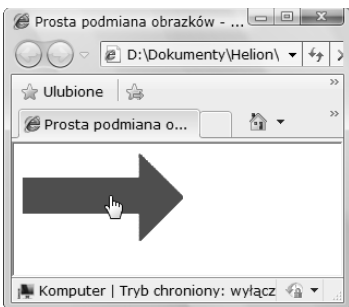 Prosta podmiana obrazków - ...
D:\Dokumenty\Helion\
Ulubione
Prosta podmiana o...
Komputer | Tryb chroniony: wyłącz